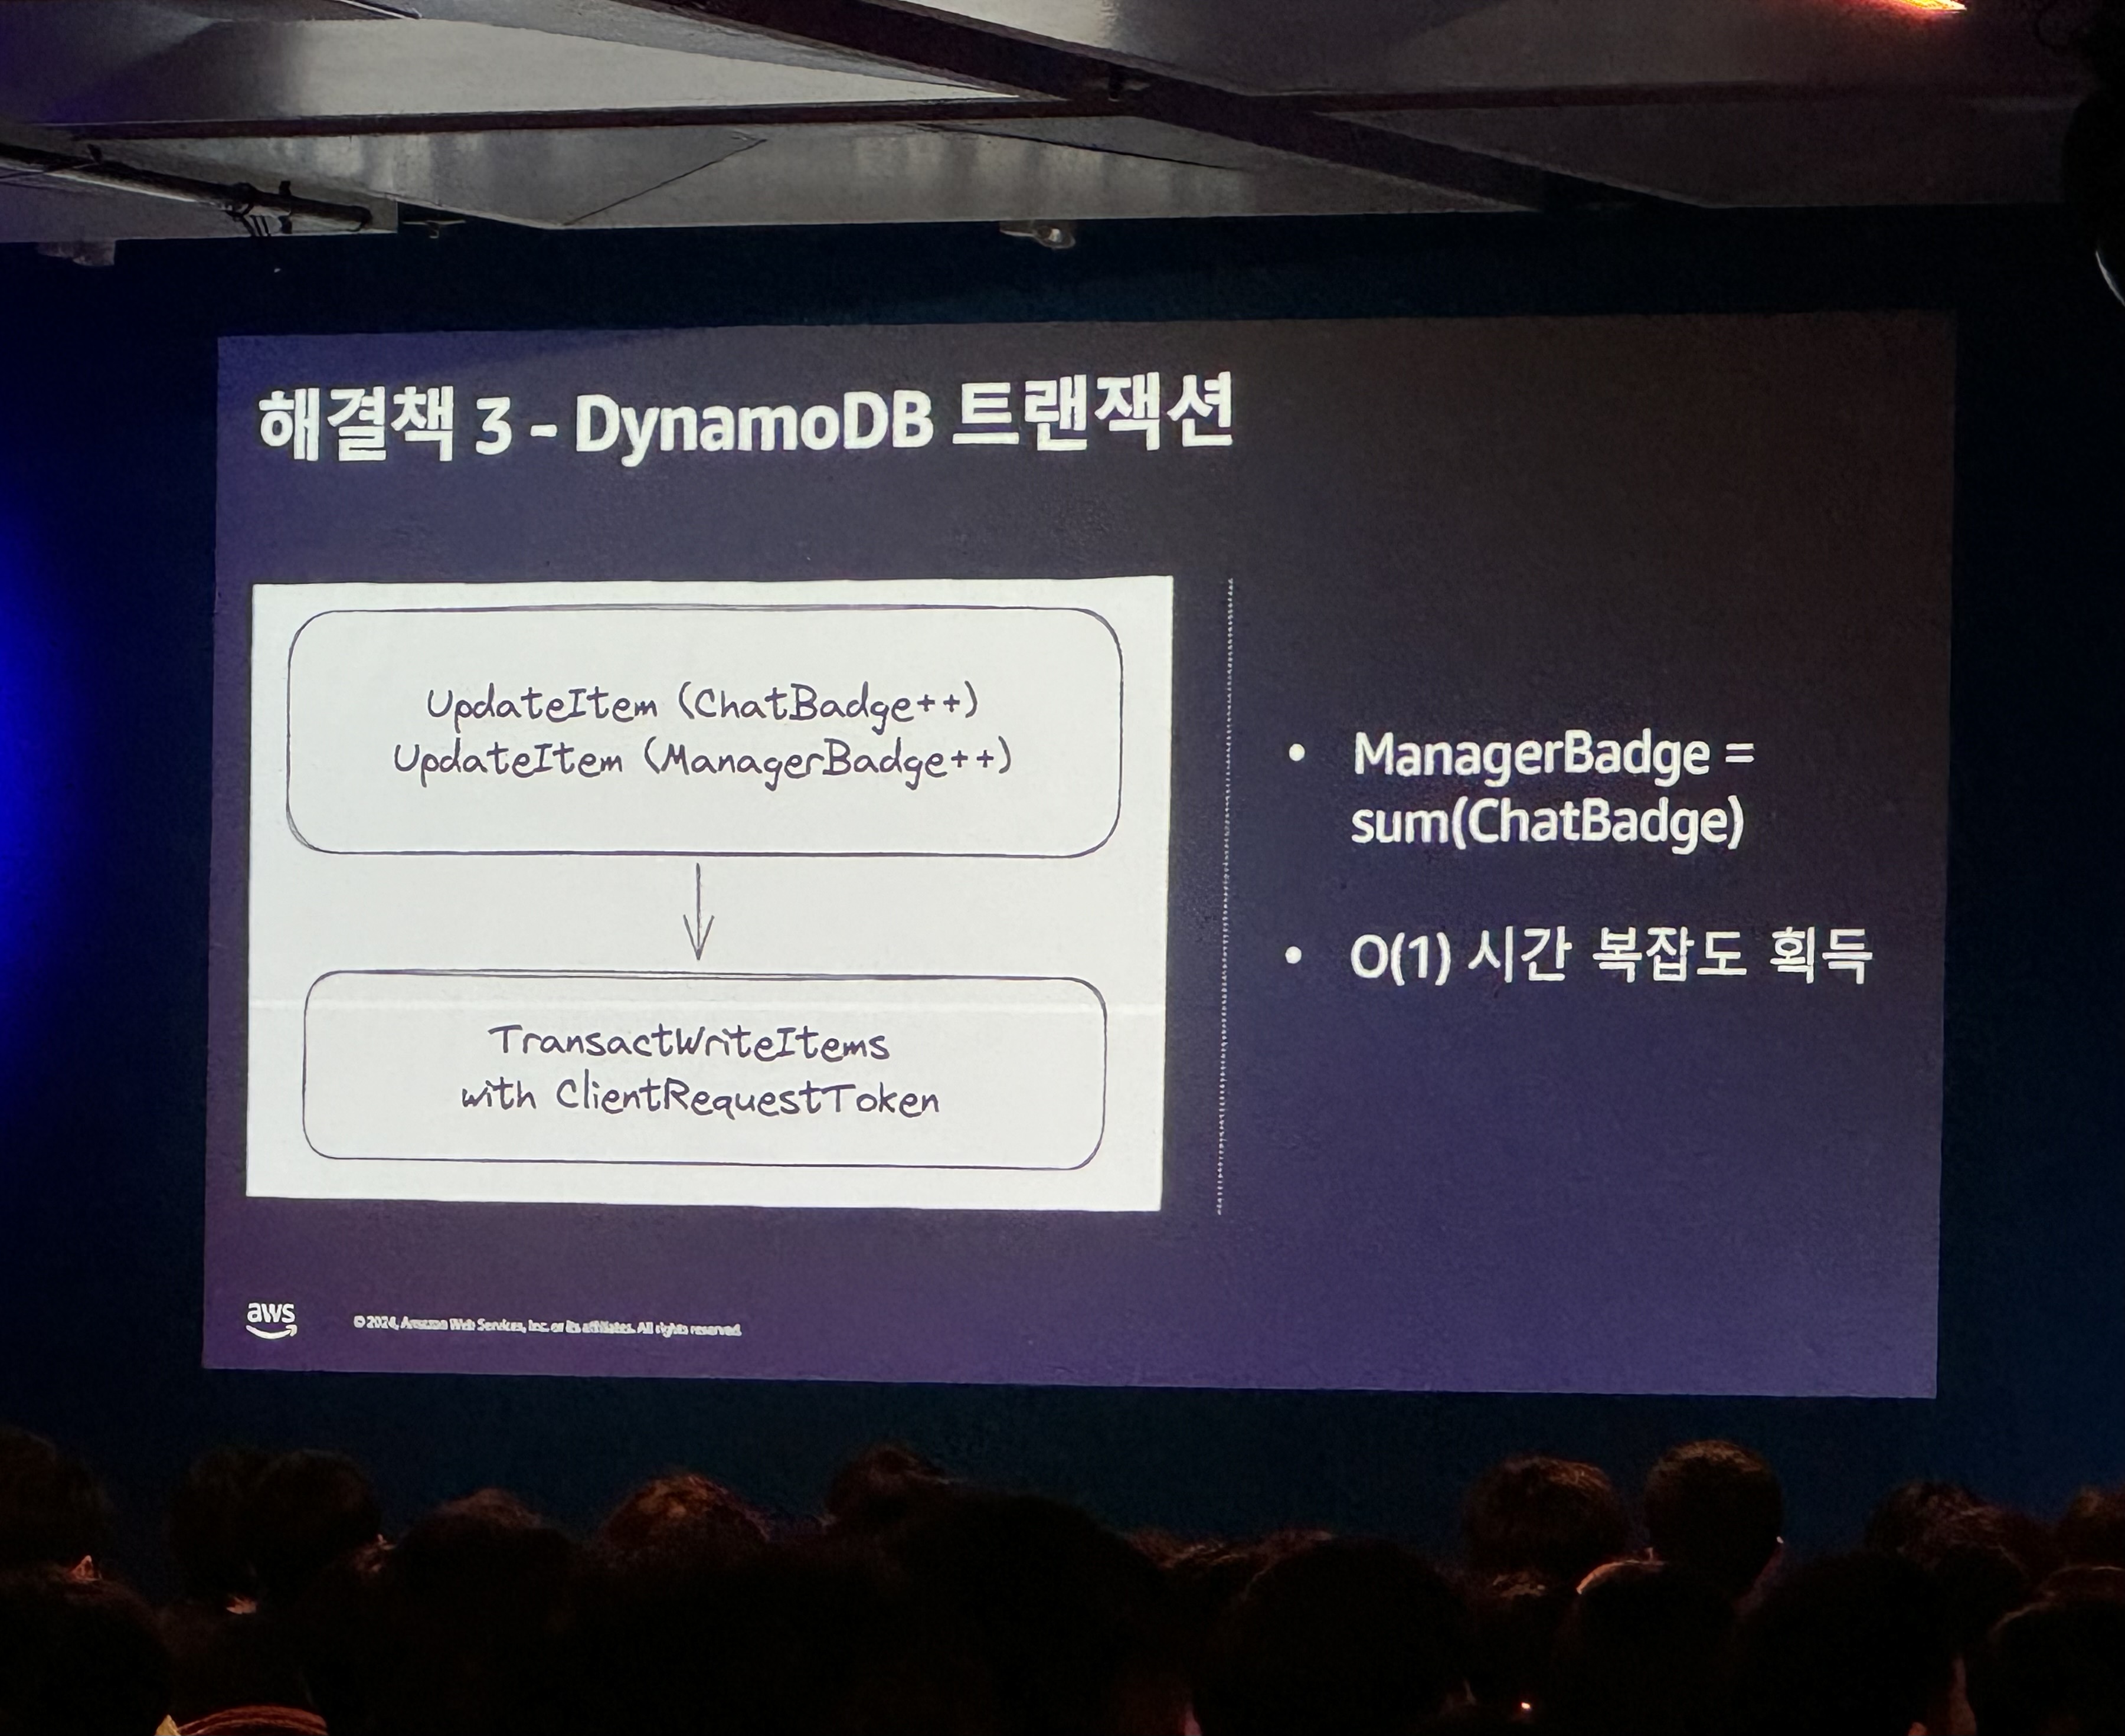 해결책 3 - DynamoDB 트랜잭션
UpdateItem (ChatBadge++)
UpdateItem (ManagerBadge++)
TransactWriteItems
with ClientRequestToken
• ManagerBadge =
sum(ChatBadge)
• O(1) 시간 복잡도 획득
aws
© 2024, Amazon Web Services, Inc. or its affiliates. All rights reserved.